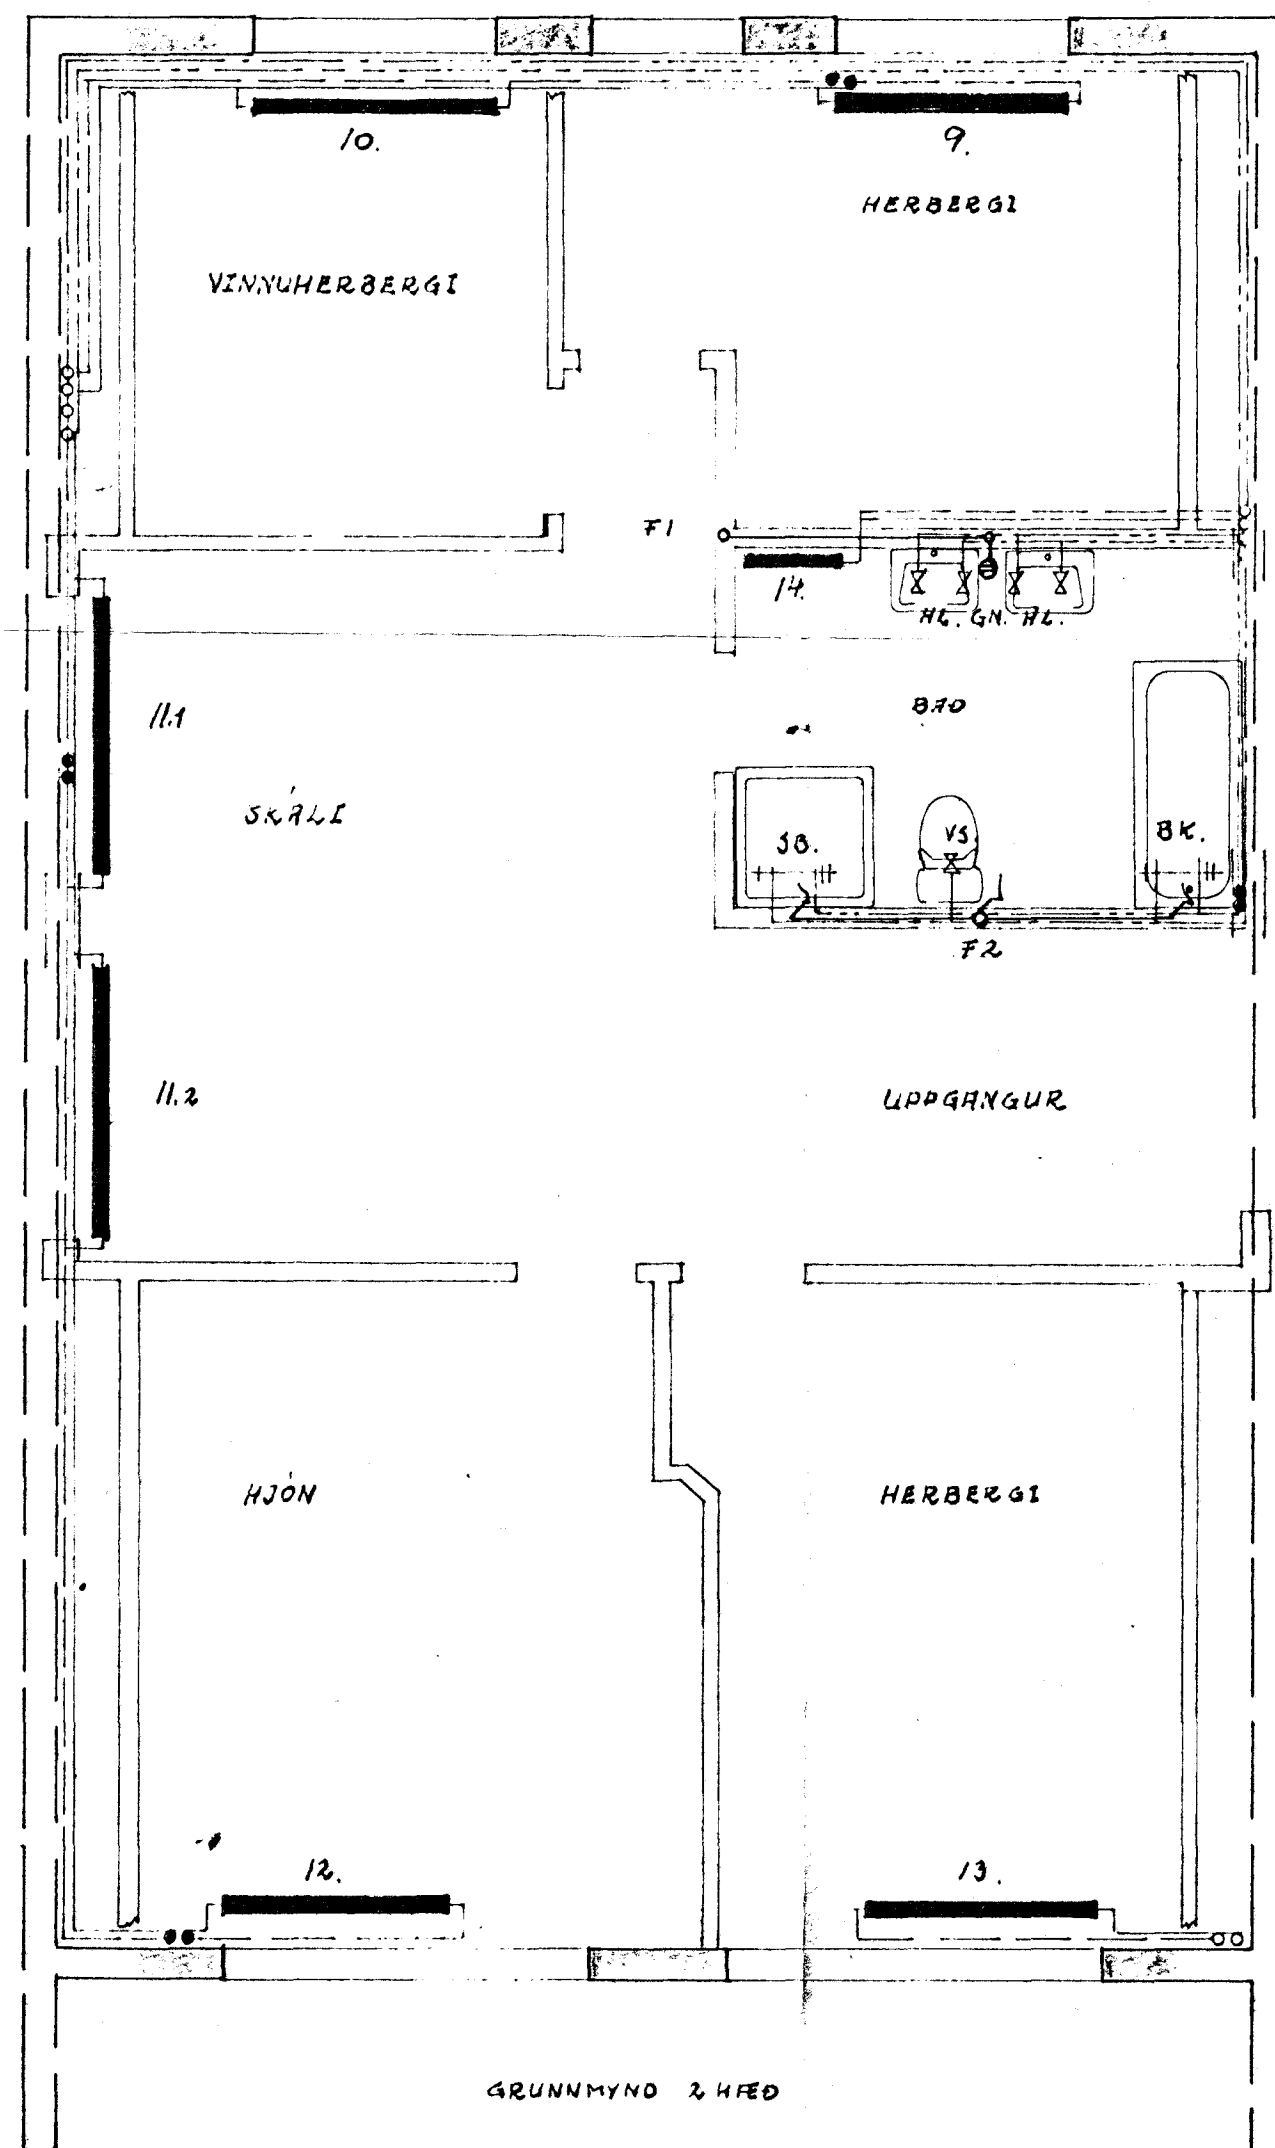 10.
9.
HERBERGI
VINNUHERBERGI
F1
14.
HL. GN. HL.
11.1
BAÐ
SKÁLI
SB.
VS
BK.
F2
11.2
UPPGANGUR
HJÓN
HERBERGI
12.
13.
GRUNNMYND 2 HÆÐ